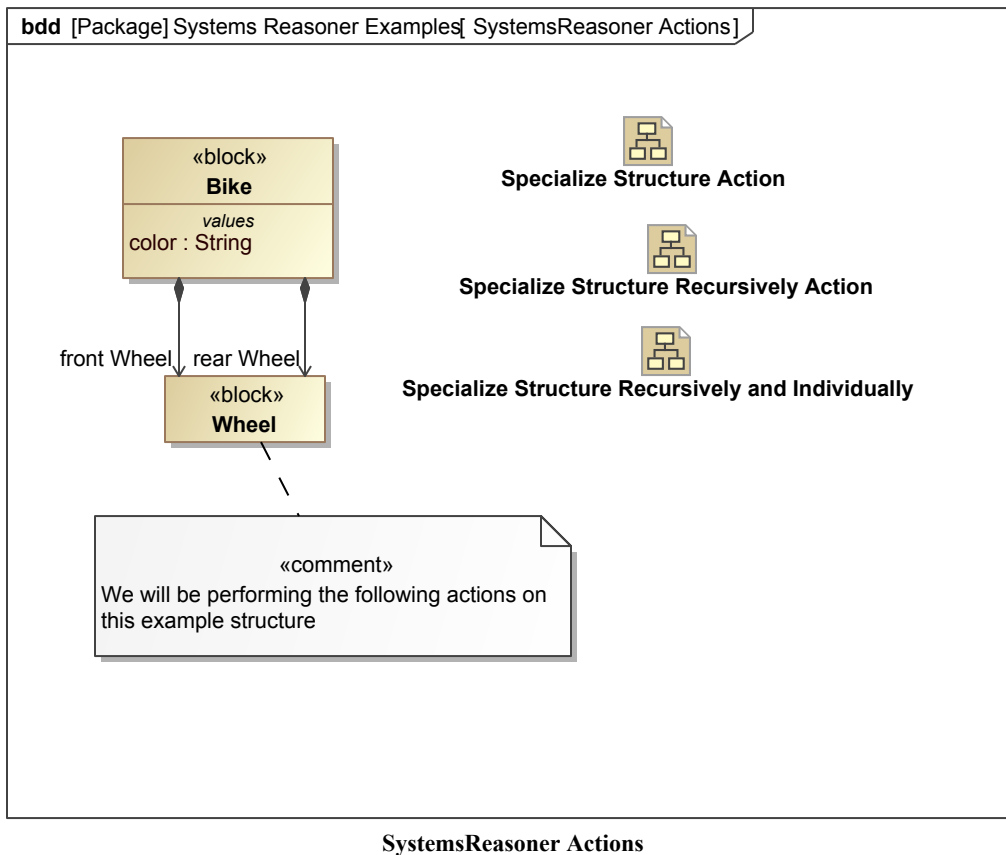 bdd [Package] Systems Reasoner Examples[ SystemsReasoner Actions]
«block»
Bike
values
color : String
front Wheel
rear Wheel
«block»
Wheel
«comment»
We will be performing the following actions on
this example structure
Specialize Structure Action
Specialize Structure Recursively Action
Specialize Structure Recursively and Individually
SystemsReasoner Actions